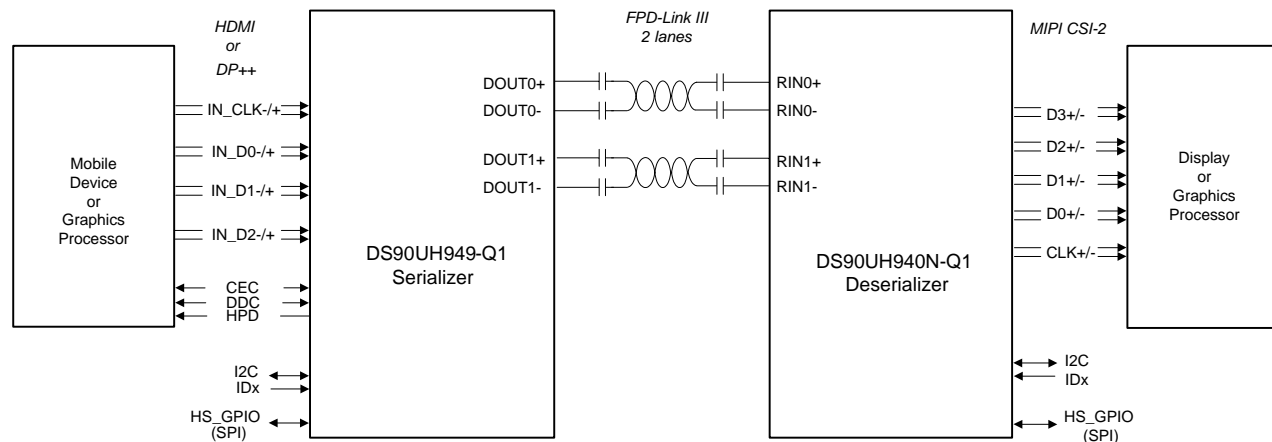 HDMI
or
DP++
FPD-Link III
2 lanes
MIPI CSI-2
Mobile
Device
or
Graphics
Processor
IN_CLK-/+
IN_D0-/+
IN_D1-/+
IN_D2-/+
CEC
DDC
HPD
I2C
IDx
HS_GPIO
(SPI)
DS90UH949-Q1
Serializer
DOUT0+
DOUT0-
DOUT1+
DOUT1-
RIN0+
RIN0-
RIN1+
RIN1-
DS90UH940N-Q1
Deserializer
D3+/-
D2+/-
D1+/-
D0+/-
CLK+/-
I2C
IDx
HS_GPIO
(SPI)
Display
or
Graphics
Processor